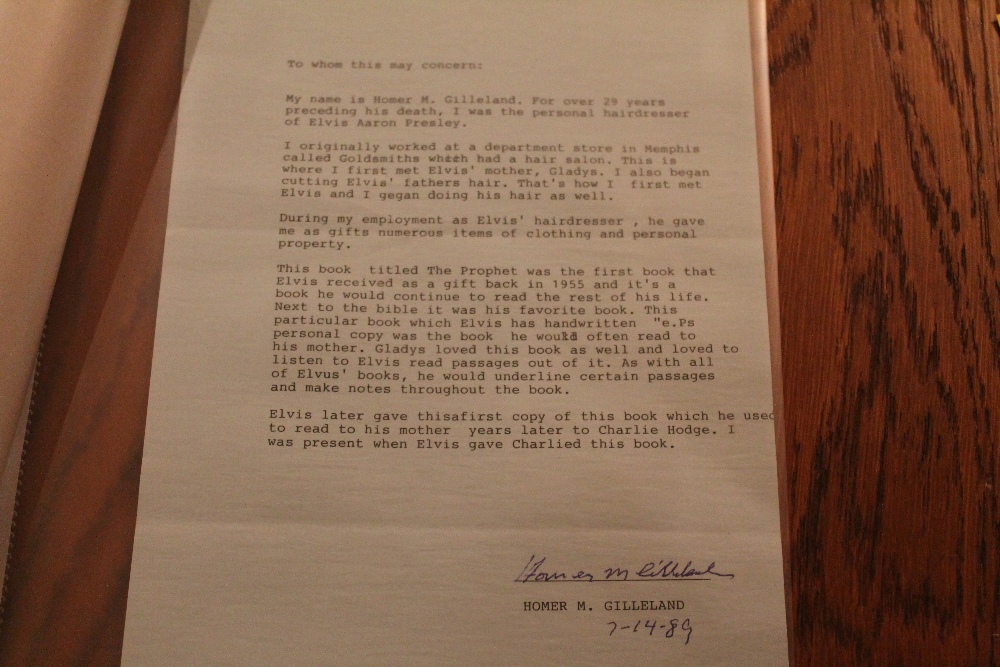 To whom this may concern:
My name is Homer M. Gilleland. For over 29 years
preceding his death, I was the personal hairdresser
of Elvis Aaron Presley.
I originally worked at a department store in Memphis
called Goldsmiths which had a hair salon. This is
where I first met Elvis' mother, Gladys. I also began
cutting Elvis' fathers hair. That's how I  first met
Elvis and I gegan doing his hair as well.
During my employment as Elvis' hairdresser , he gave
me as gifts numerous items of clothing and personal
property.
This book  titled The Prophet was the first book that
Elvis received as a gift back in 1955 and it's a
book he would continue to read the rest of his life.
Next to the bible it was his favorite book. This
particular book which Elvis has handwritten  "e.Ps
personal copy was the book  he would often read to
his mother. Gladys loved this book as well and loved to
listen to Elvis read passages out of it. As with all
of Elvus' books, he would underline certain passages
and make notes throughout the book.
Elvis later gave thisafirst copy of this book which he used
to read to his mother  years later to Charlie Hodge. I
was present when Elvis gave Charlied this book.
Homer M Gilleland
HOMER M. GILLELAND
7-14-89